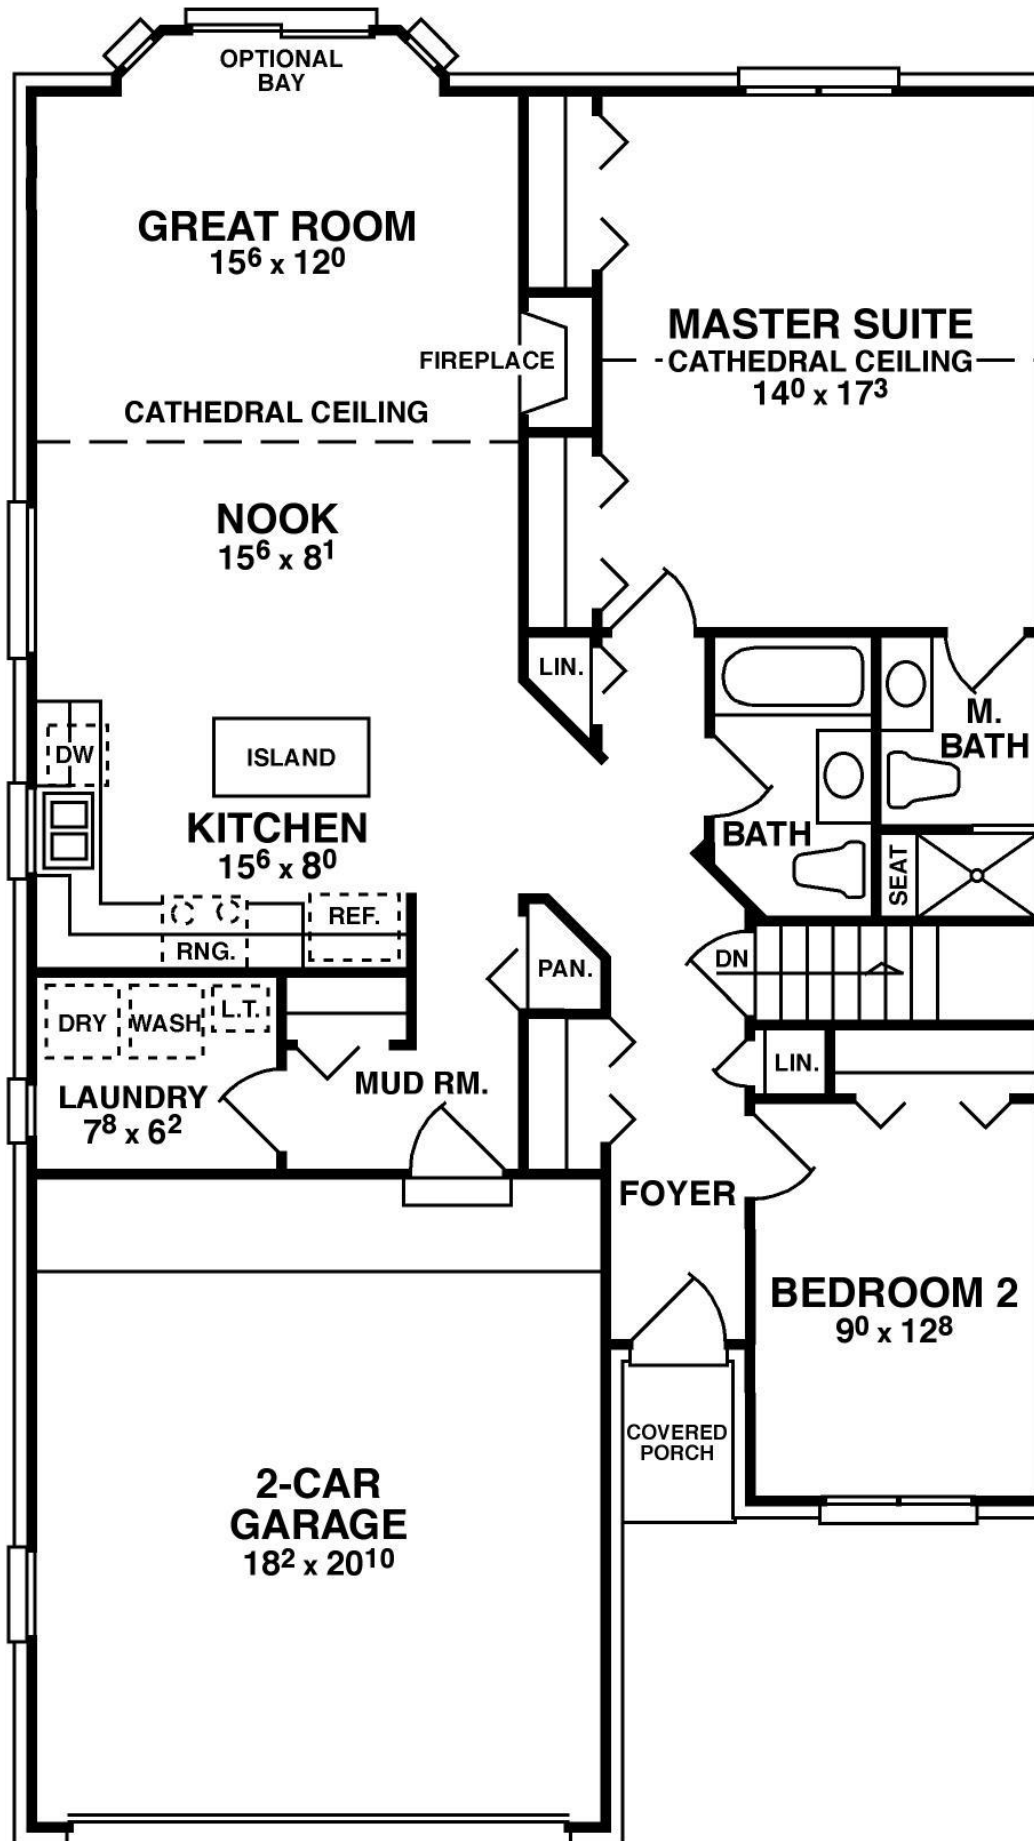 OPTIONAL
BAY
GREAT ROOM
15⁶ x 12⁰
MASTER SUITE
CATHEDRAL CEILING
14⁰ x 17³
FIREPLACE
CATHEDRAL CEILING
NOOK
15⁶ x 8¹
LIN.
M.
BATH
DW
ISLAND
KITCHEN
15⁶ x 8⁰
BATH
SEAT
REF.
RNG.
PAN.
DN
DRY
WASH
L.T.
LIN.
LAUNDRY
7⁸ x 6²
MUD RM.
FOYER
BEDROOM 2
9⁰ x 12⁸
COVERED
PORCH
2-CAR
GARAGE
18² x 20¹⁰